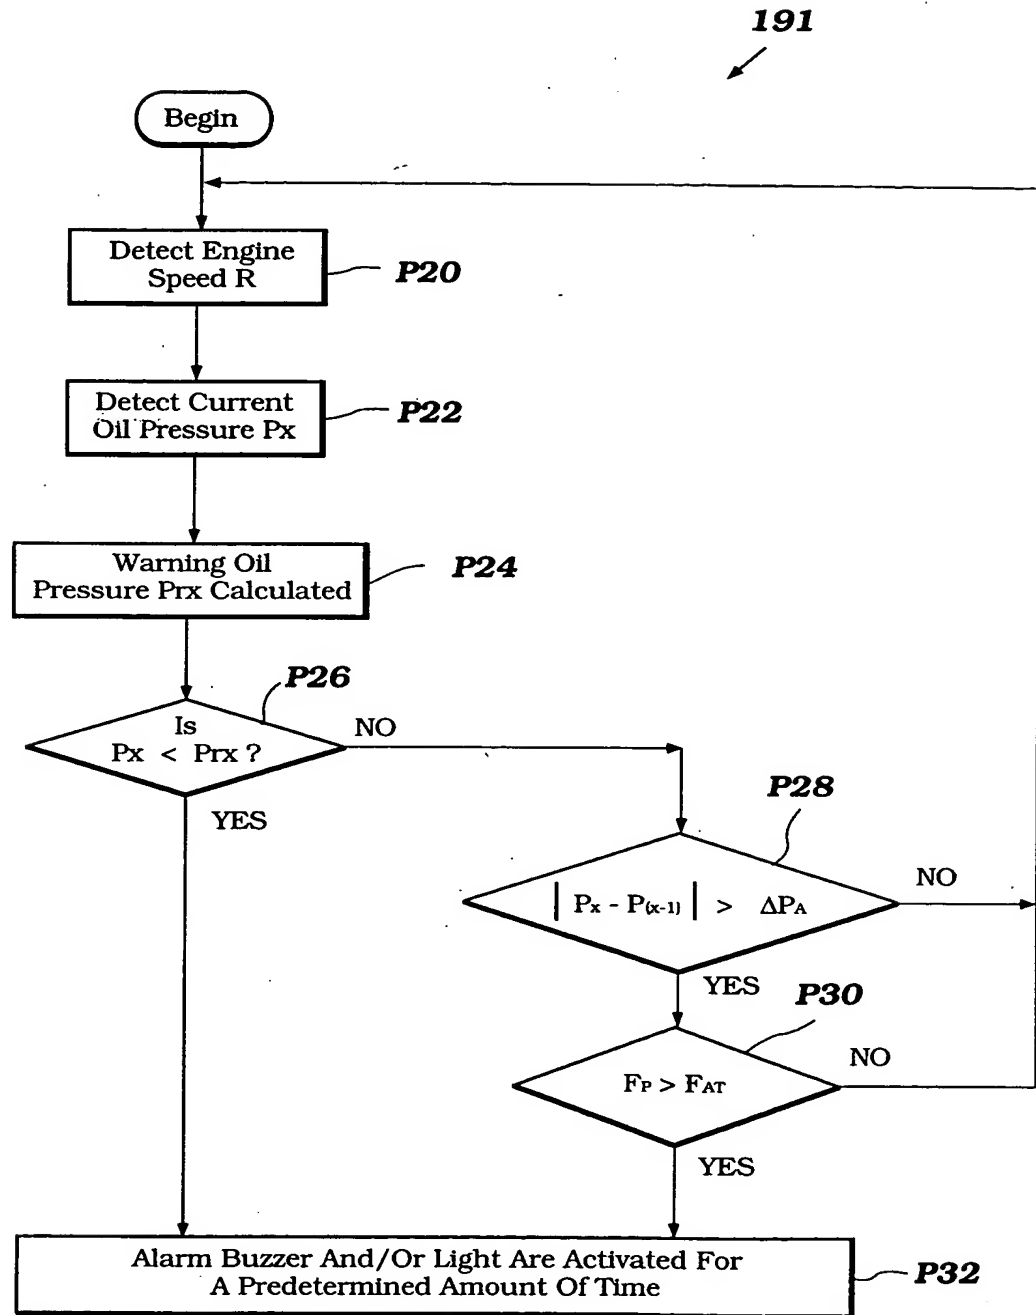 191
Begin
Detect Engine
Speed R
P20
Detect Current
Oil Pressure Px
P22
Warning Oil
Pressure Prx Calculated
P24
P26
Is
Px < Prx ?
NO
YES
P28
| Px - P(x-1) | > ΔPA
NO
YES
P30
FP > FAT
NO
YES
Alarm Buzzer And/Or Light Are Activated For
A Predetermined Amount Of Time
P32